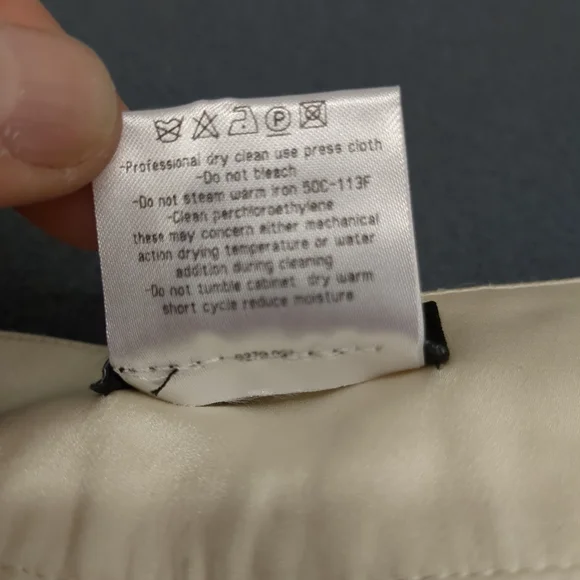 P
-Professional dry clean use press cloth
-Do not bleach
-Do not steam warm iron 50C-113F
-Clean perchloroethylene
these may concern either mechanical
action drying temperature or water
addition during cleaning
-Do not tumble cabinet dry warm
short cycle reduce moisture